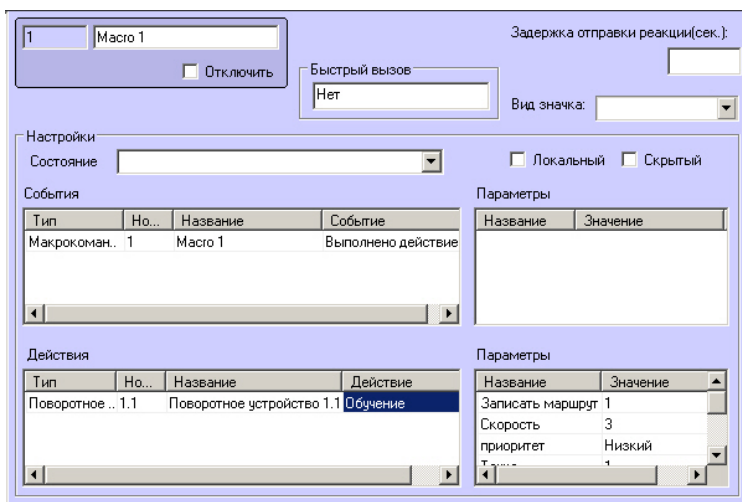 1 Macro 1
Задержка отправки реакции(сек.):
Отключить
Быстрый вызов
Нет
Вид значка:
Настройки
Состояние
Локальный Скрытый
События Параметры
Тип Но... Название Событие Название Значение
Макрокоман.. 1 Macro 1 Выполнено действие
Действия Параметры
Тип Но... Название Действие Название Значение
Поворотное .. 1.1 Поворотное устройство 1.1 Обучение Записать маршрут 1
Скорость 3
приоритет Низкий